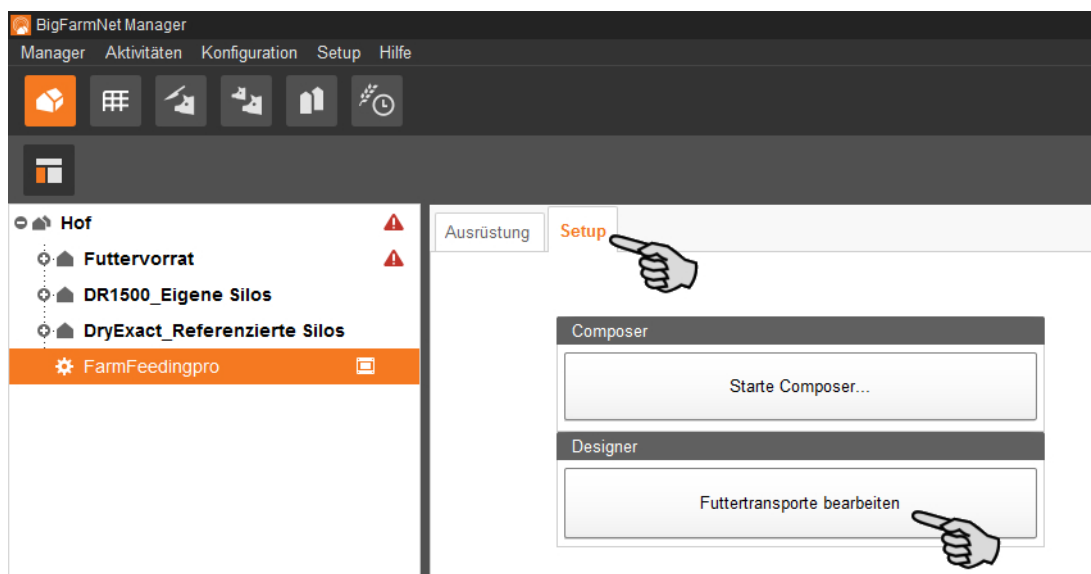 BigFarmNet Manager
Manager Aktivitäten Konfiguration Setup Hilfe
Hof
Futtervorrat
DR1500_Eigene Silos
DryExact_Referenzierte Silos
FarmFeedingpro
Ausrüstung Setup
Composer
Starte Composer...
Designer
Futtertransporte bearbeiten